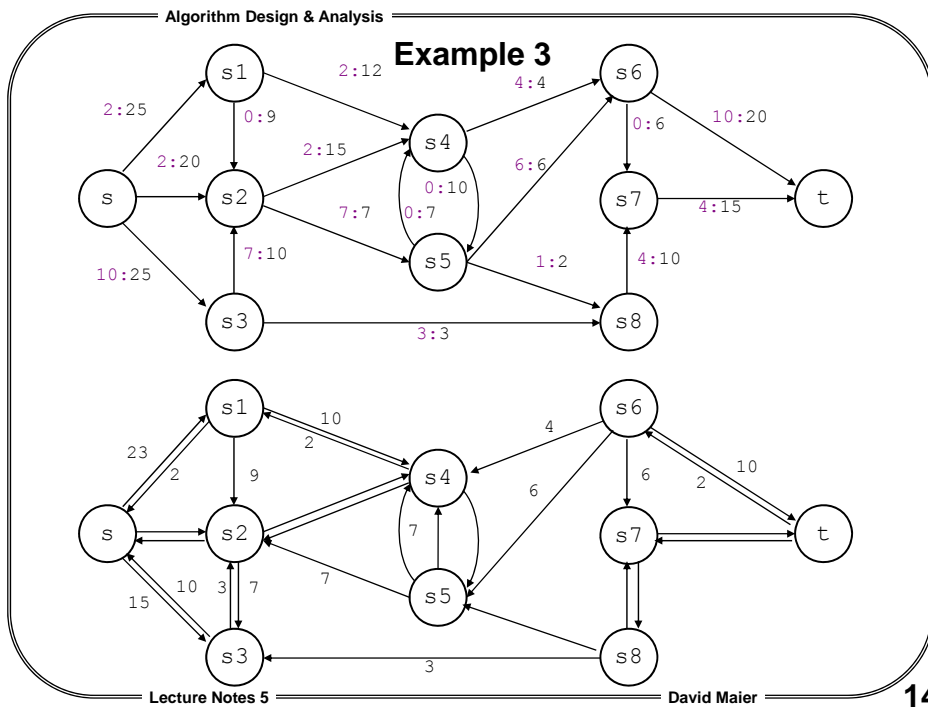 Algorithm Design & Analysis
Example 3
s1
s6
2:12
4:4
2:25
0:9
0:6
10:20
2:15
s4
2:20
6:6
0:10
s
s2
s7
t
7:7
0:7
4:15
7:10
s5
1:2
4:10
10:25
s3
s8
3:3
s1
s6
10
4
23
2
2
10
9
s4
6
6
2
s
s2
7
s7
t
10
3
7
7
s5
15
s3
s8
3
Lecture Notes 5
David Maier
14